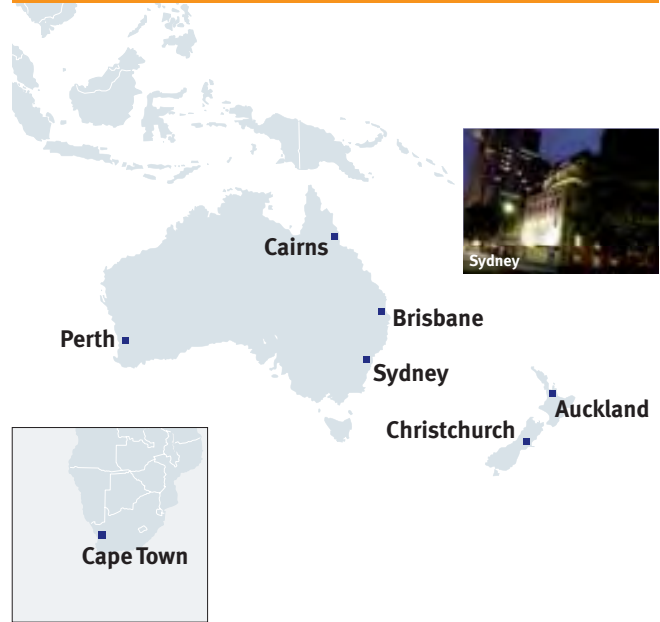 Sydney
Cairns
Brisbane
Perth
Sydney
Auckland
Christchurch
Cape Town